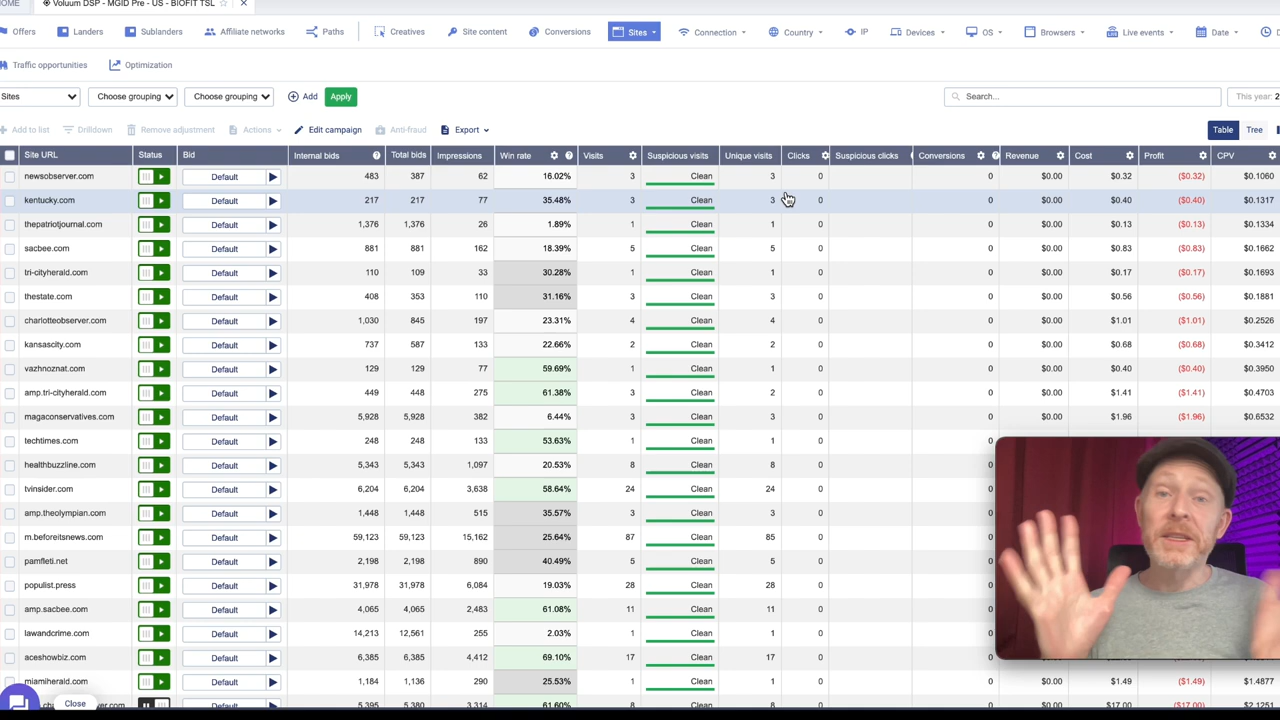 HOME Voluum DSP - MGID Pre - US - BIOFIT TSL
Offers Landers Sublanders Affiliate networks Paths Creatives Site content Conversions Sites Connection Country IP Devices OS Browsers Live events Date
Traffic opportunities Optimization
Sites Choose grouping Choose grouping Add Apply Search... This year: 2
Add to list Drilldown Remove adjustment Actions Edit campaign Anti-fraud Export Table Tree
Site URL Status Bid Internal bids Total bids Impressions Win rate Visits Suspicious visits Unique visits Clicks Suspicious clicks Conversions Revenue Cost Profit CPV
newsobserver.com Default 483 387 62 16.02% 3 Clean 3 0 0 $0.00 $0.32 ($0.32) $0.1060
kentucky.com Default 217 217 77 35.48% 3 Clean 3 0 0 $0.00 $0.40 ($0.40) $0.1317
thepatriotjournal.com Default 1,376 1,376 26 1.89% 1 Clean 1 0 0 $0.00 $0.13 ($0.13) $0.1334
sacbee.com Default 881 881 162 18.39% 5 Clean 5 0 0 $0.00 $0.83 ($0.83) $0.1662
tri-cityherald.com Default 110 109 33 30.28% 1 Clean 1 0 0 $0.00 $0.17 ($0.17) $0.1693
thestate.com Default 408 353 110 31.16% 3 Clean 3 0 0 $0.00 $0.56 ($0.56) $0.1881
charlotteobserver.com Default 1,030 845 197 23.31% 4 Clean 4 0 0 $0.00 $1.01 ($1.01) $0.2526
kansascity.com Default 737 587 133 22.66% 2 Clean 2 0 0 $0.00 $0.68 ($0.68) $0.3412
vazhnoznat.com Default 129 129 77 59.69% 1 Clean 1 0 0 $0.00 $0.40 ($0.40) $0.3950
amp.tri-cityherald.com Default 449 448 275 61.38% 3 Clean 2 0 0 $0.00 $1.41 ($1.41) $0.4703
magaconservatives.com Default 5,928 5,928 382 6.44% 3 Clean 3 0 0 $0.00 $1.96 ($1.96) $0.6532
techtimes.com Default 248 248 133 53.63% 1 Clean 1 0
healthbuzzline.com Default 5,343 5,343 1,097 20.53% 8 Clean 8 0
tvinsider.com Default 6,204 6,204 3,638 58.64% 24 Clean 24 0
amp.theolympian.com Default 1,448 1,448 515 35.57% 3 Clean 3 0
m.beforeitsnews.com Default 59,123 59,123 15,162 25.64% 87 Clean 85 0
pamfleti.net Default 2,198 2,198 890 40.49% 5 Clean 5 0
populist.press Default 31,978 31,978 6,084 19.03% 28 Clean 28 0
amp.sacbee.com Default 4,065 4,065 2,483 61.08% 11 Clean 11 0
lawandcrime.com Default 14,213 12,561 255 2.03% 1 Clean 1 0
aceshowbiz.com Default 6,385 6,385 4,412 69.10% 17 Clean 17 0
miamiherald.com Default 1,184 1,136 290 25.53% 1 Clean 1 0 0 $0.00 $1.49 ($1.49) $1.4877
Close 5,395 5,380 3,314 61.60% 8 Clean 8 0 0 $0.00 $17.00 ($17.00) $2.1251